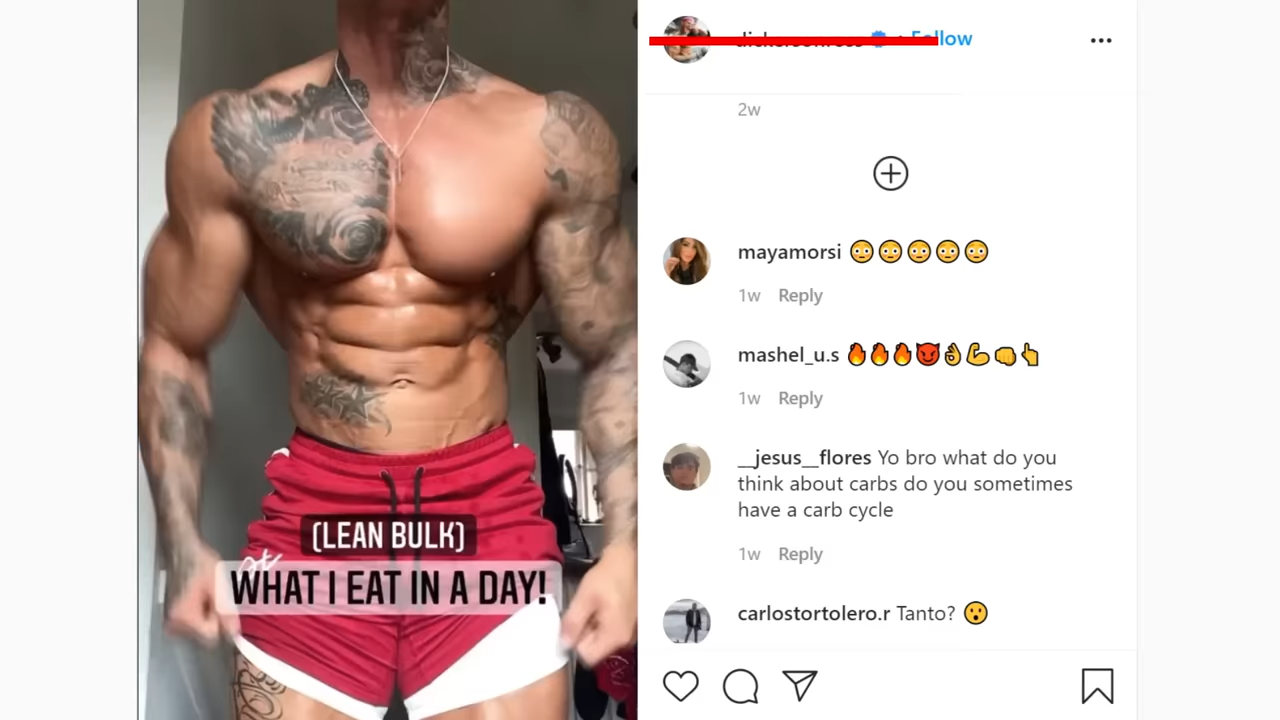 Follow
2w
mayamorsi 😳😳😳😳😳
1w Reply
mashel_u.s 🔥🔥🔥😈👌💪👊👆
1w Reply
__jesus__flores Yo bro what do you
think about carbs do you sometimes
have a carb cycle
1w Reply
carlostortolero.r Tanto? 😮
(LEAN BULK)
WHAT I EAT IN A DAY!